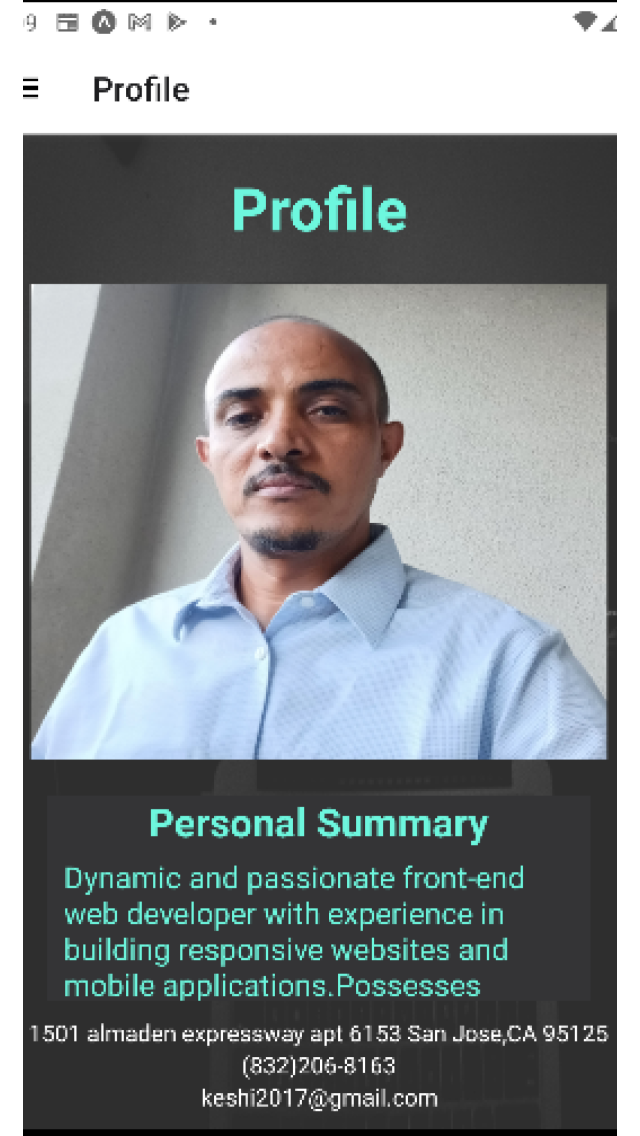 9
Profile
Profile
Personal Summary
Dynamic and passionate front-end
web developer with experience in
building responsive websites and
mobile applications.Possesses
1501 almaden expressway apt 6153 San Jose,CA 95125
(832)206-8163
keshi2017@gmail.com